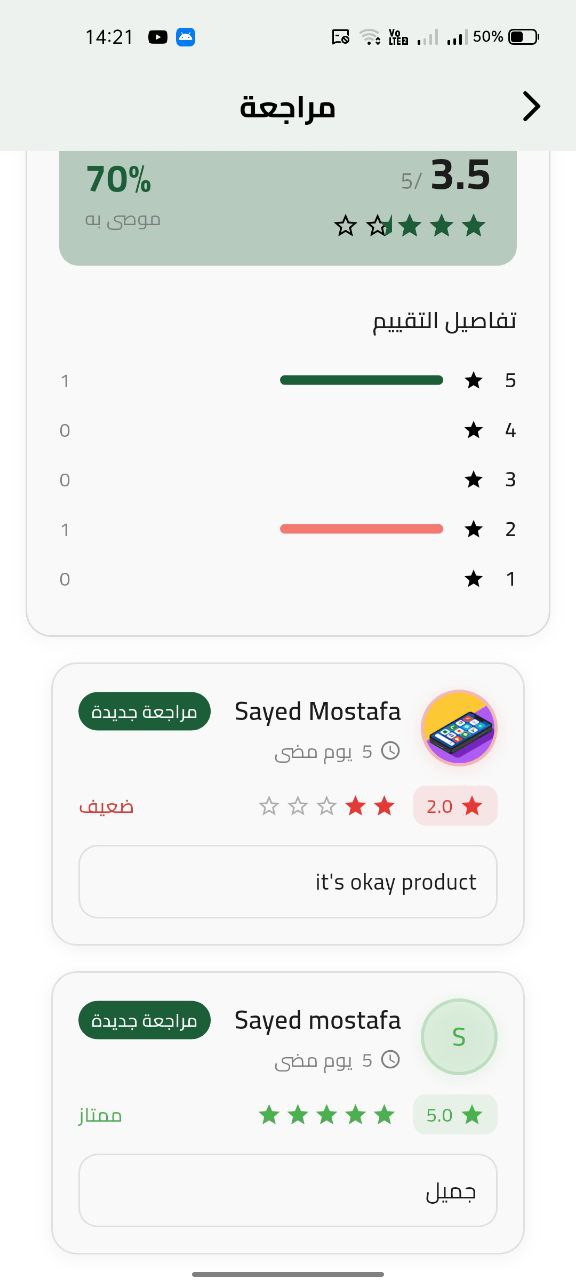 14:21 Vo LTE2 50%
مراجعة
3.5 /5 70%
موصى به
تفاصيل التقييم
5 1
4 0
3 0
2 1
1 0
Sayed Mostafa مراجعة جديدة
5 يوم مضى
2.0 ضعيف
it's okay product
S Sayed mostafa مراجعة جديدة
5 يوم مضى
5.0 ممتاز
جميل